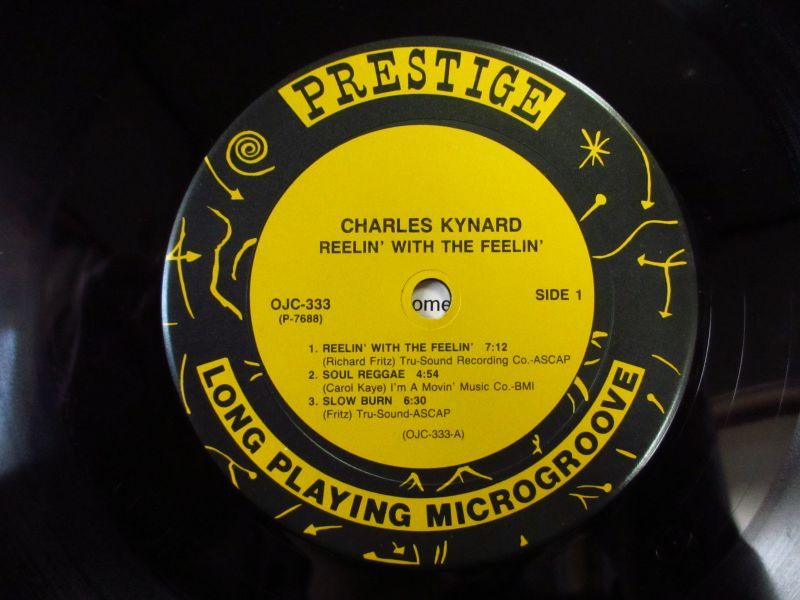 PRESTIGE
CHARLES KYNARD
REELIN' WITH THE FEELIN'
OJC-333
(P-7688)
SIDE 1
ome
1. REELIN' WITH THE FEELIN' 7:12
(Richard Fritz) Tru-Sound Recording Co.-ASCAP
2. SOUL REGGAE 4:54
(Carol Kaye) I'm A Movin' Music Co.-BMI
3. SLOW BURN 6:30
(Fritz) Tru-Sound-ASCAP
(OJC-333-A)
LONG PLAYING MICROGROOVE